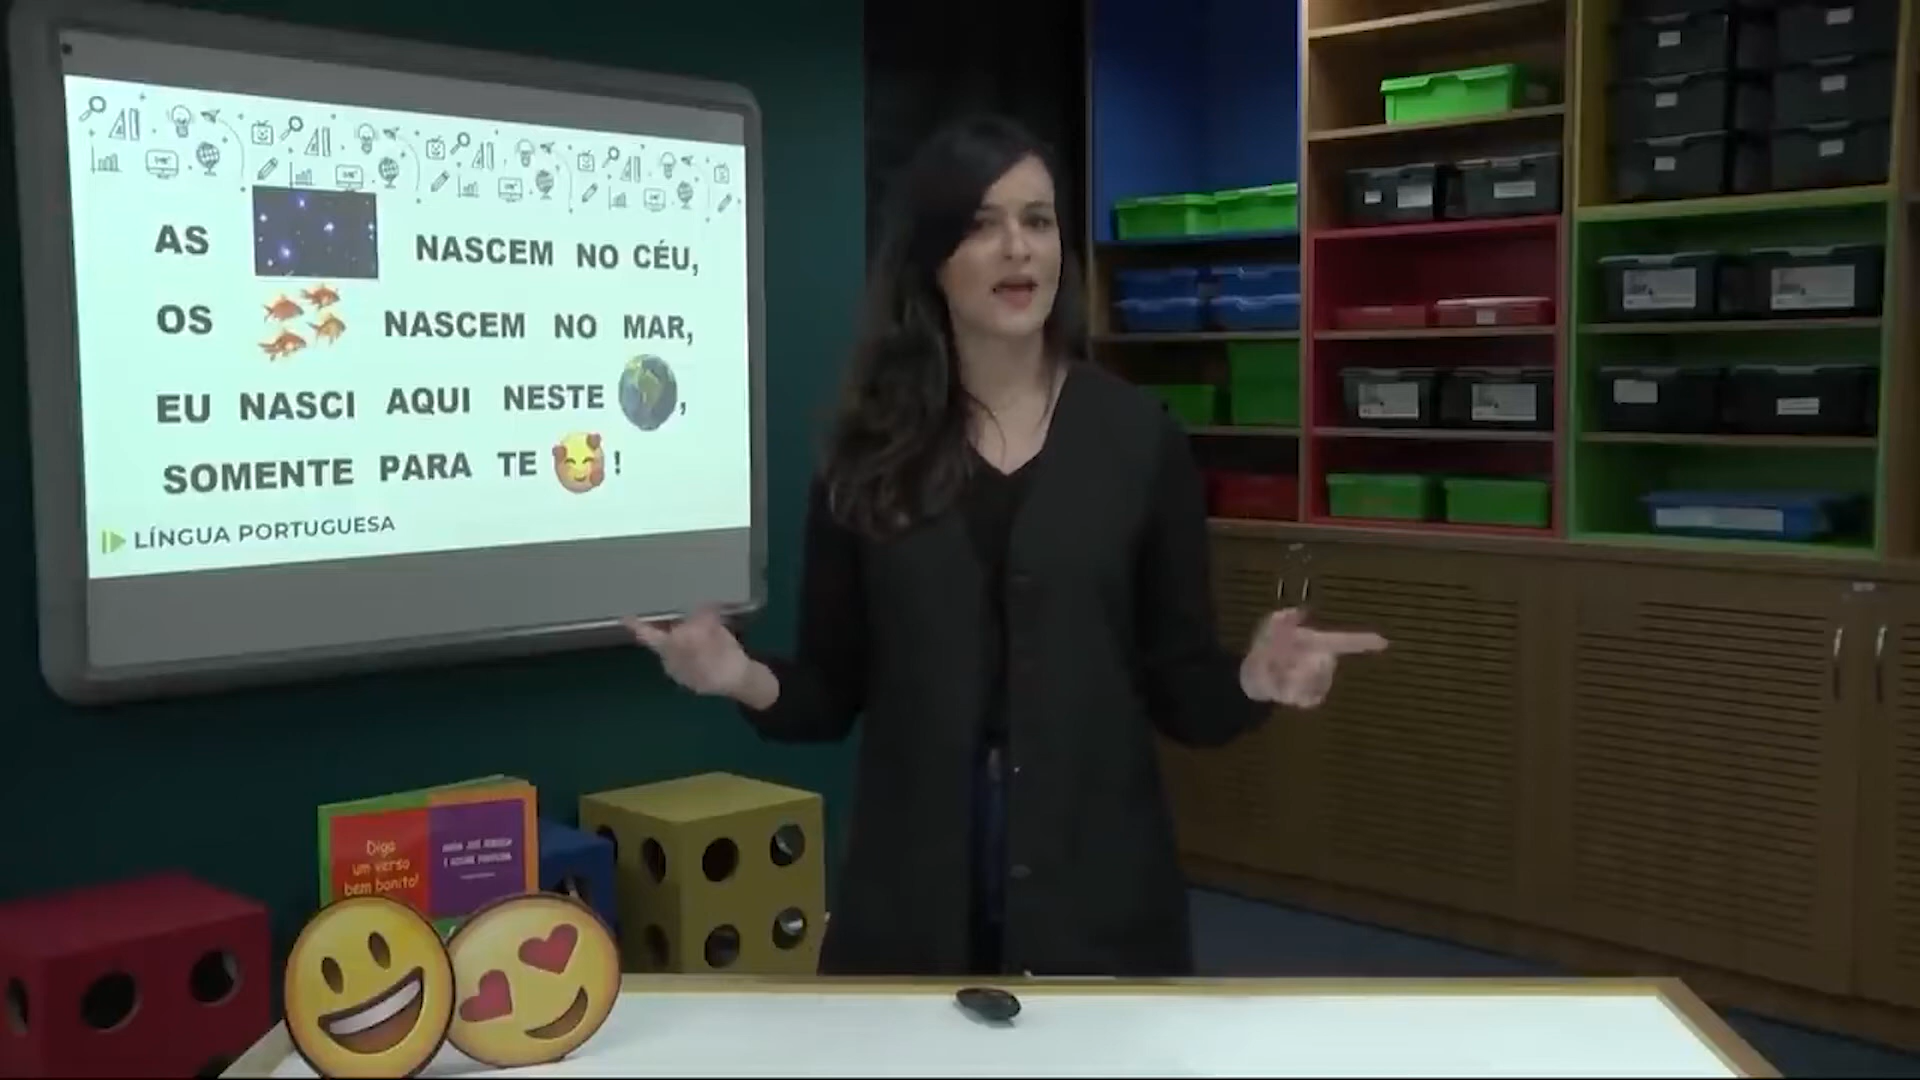 AS NASCEM NO CÉU,
OS NASCEM NO MAR,
EU NASCI AQUI NESTE ,
SOMENTE PARA TE !
LÍNGUA PORTUGUESA
Diga
um verso
bem bonito!